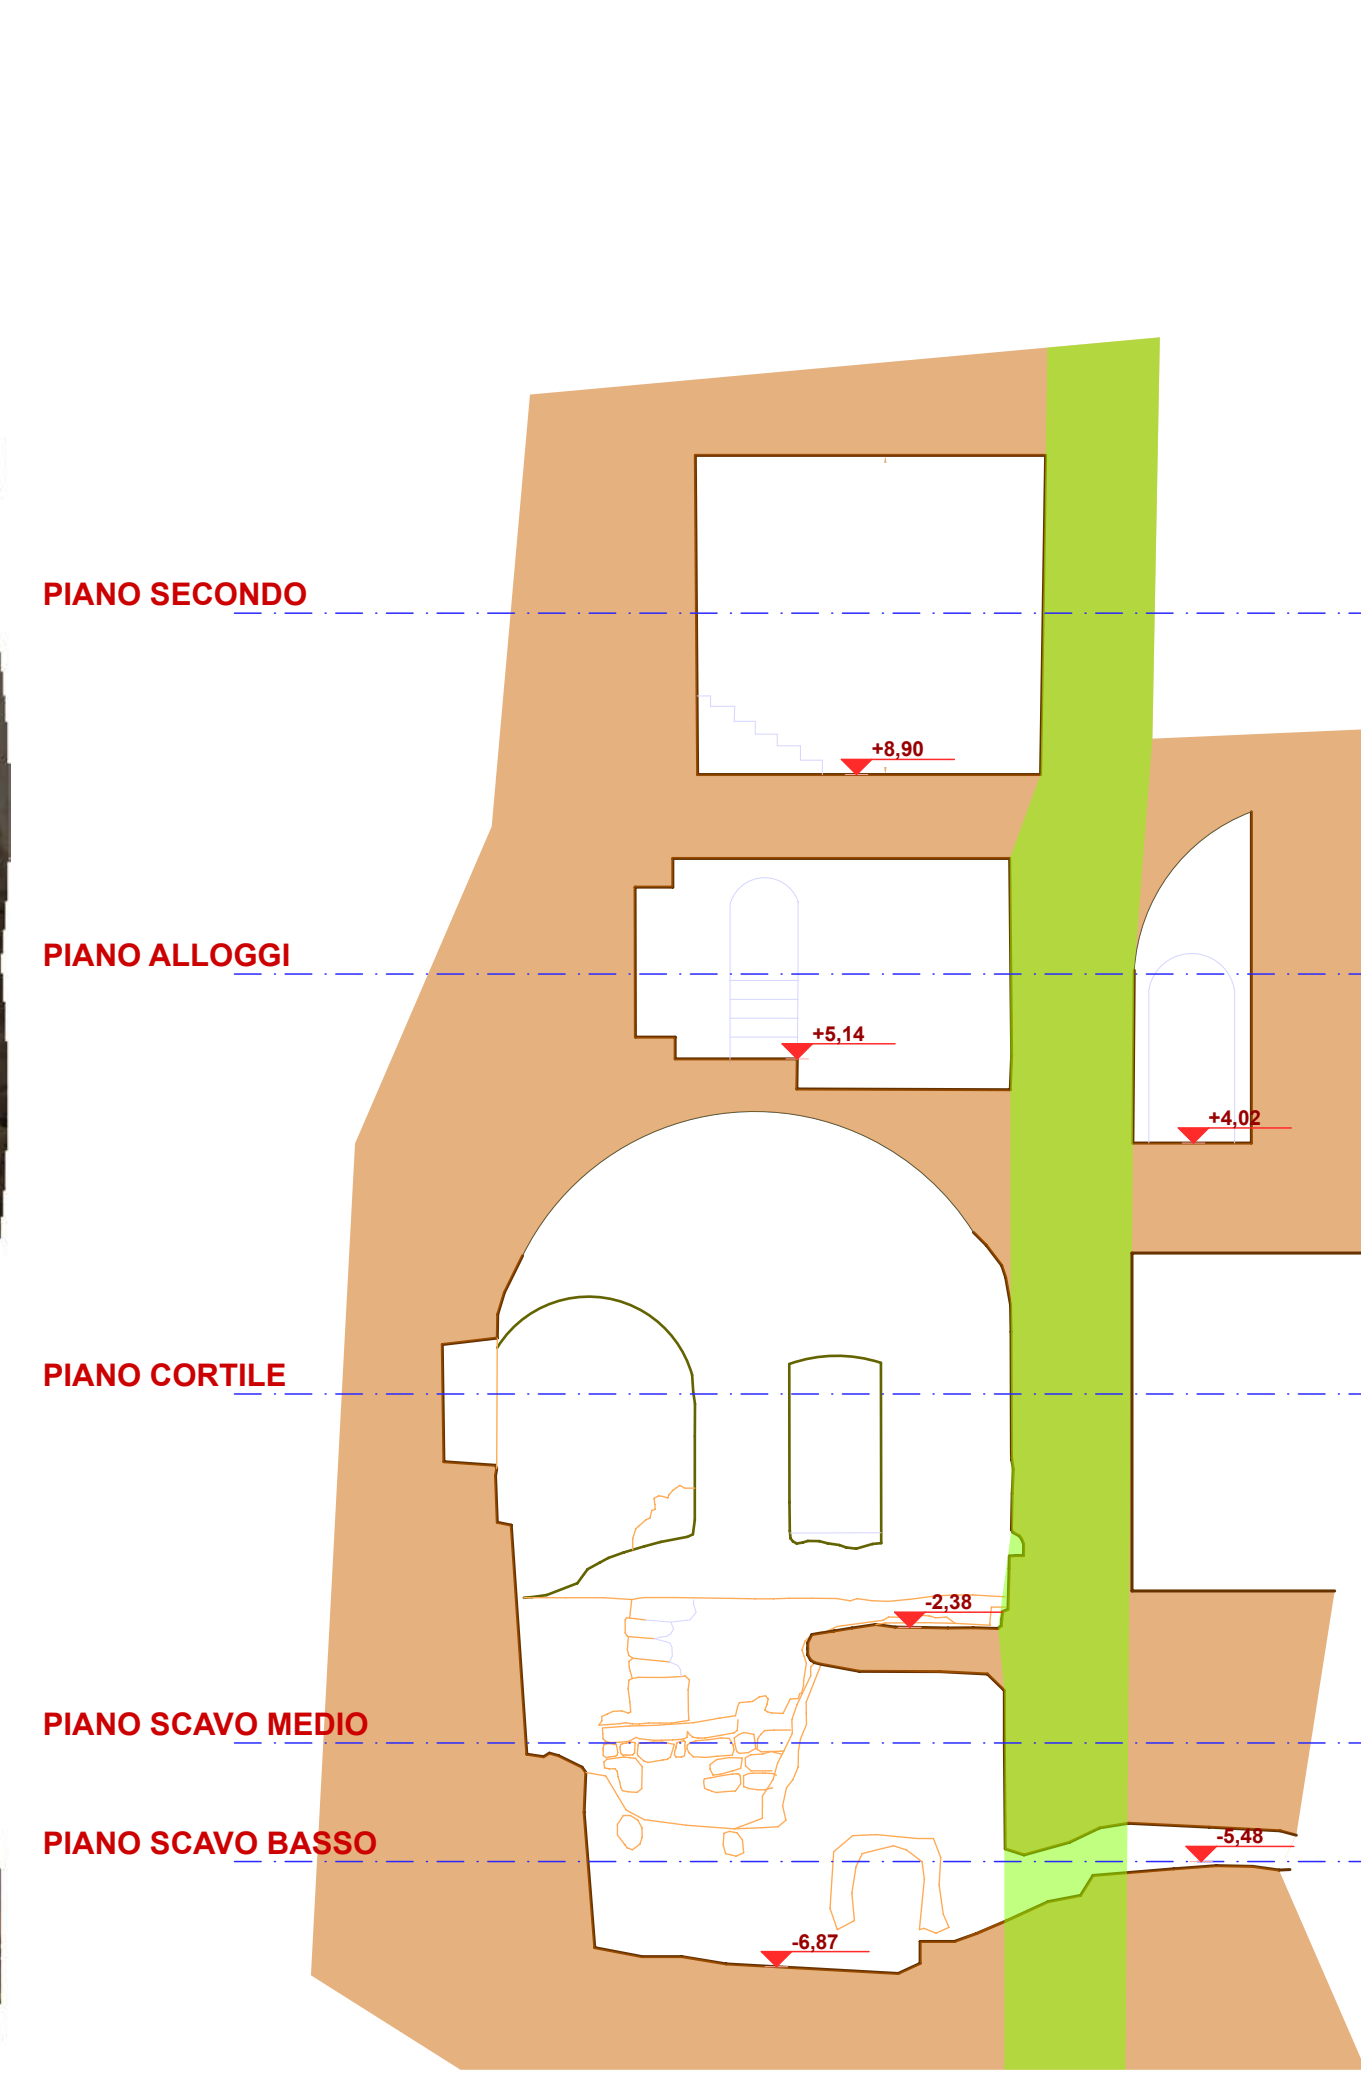 PIANO SECONDO
+8,90
PIANO ALLOGGI
+5,14
+4,02
PIANO CORTILE
-2,38
PIANO SCAVO MEDIO
PIANO SCAVO BASSO
-5,48
-6,87